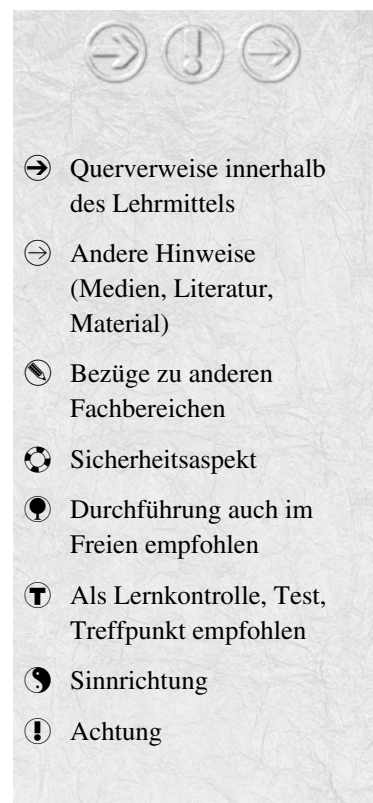 Querverweise innerhalb
des Lehrmittels
Andere Hinweise
(Medien, Literatur,
Material)
Bezüge zu anderen
Fachbereichen
Sicherheitsaspekt
Durchführung auch im
Freien empfohlen
T Als Lernkontrolle, Test,
Treffpunkt empfohlen
Sinnrichtung
! Achtung